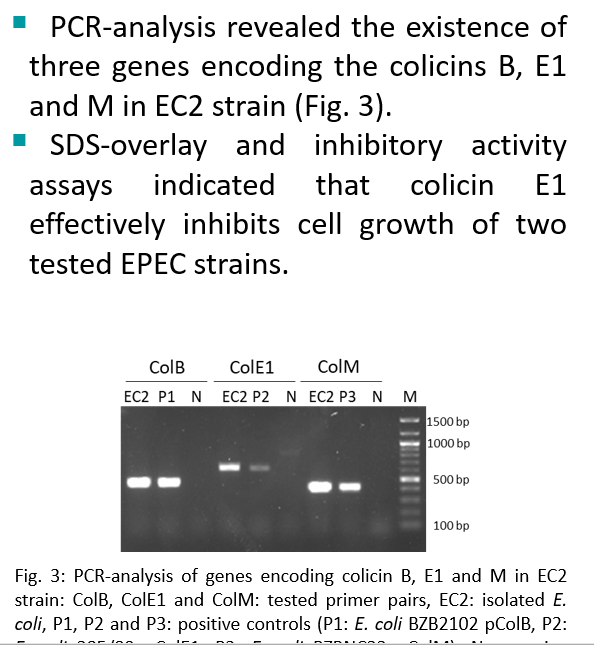 PCR-analysis revealed the existence of
three genes encoding the colicins B, E1
and M in EC2 strain (Fig. 3).
SDS-overlay and inhibitory activity
assays indicated that colicin E1
effectively inhibits cell growth of two
tested EPEC strains.
ColB ColE1 ColM
EC2 P1 N EC2 P2 N EC2 P3 N M
1500 bp
1000 bp
500 bp
100 bp
Fig. 3: PCR-analysis of genes encoding colicin B, E1 and M in EC2
strain: ColB, ColE1 and ColM: tested primer pairs, EC2: isolated E.
coli, P1, P2 and P3: positive controls (P1: E. coli BZB2102 pColB, P2: